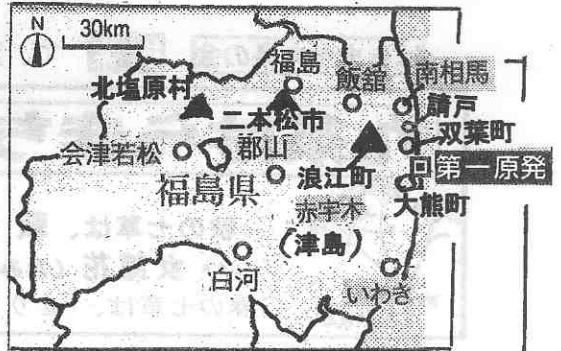 N
30km
福島
飯舘
南相馬
北塩原村
請戸
二本松市
双葉町
会津若松
郡山
第一原発
福島県
浪江町
赤宇木
大熊町
(津島)
白河
いわき